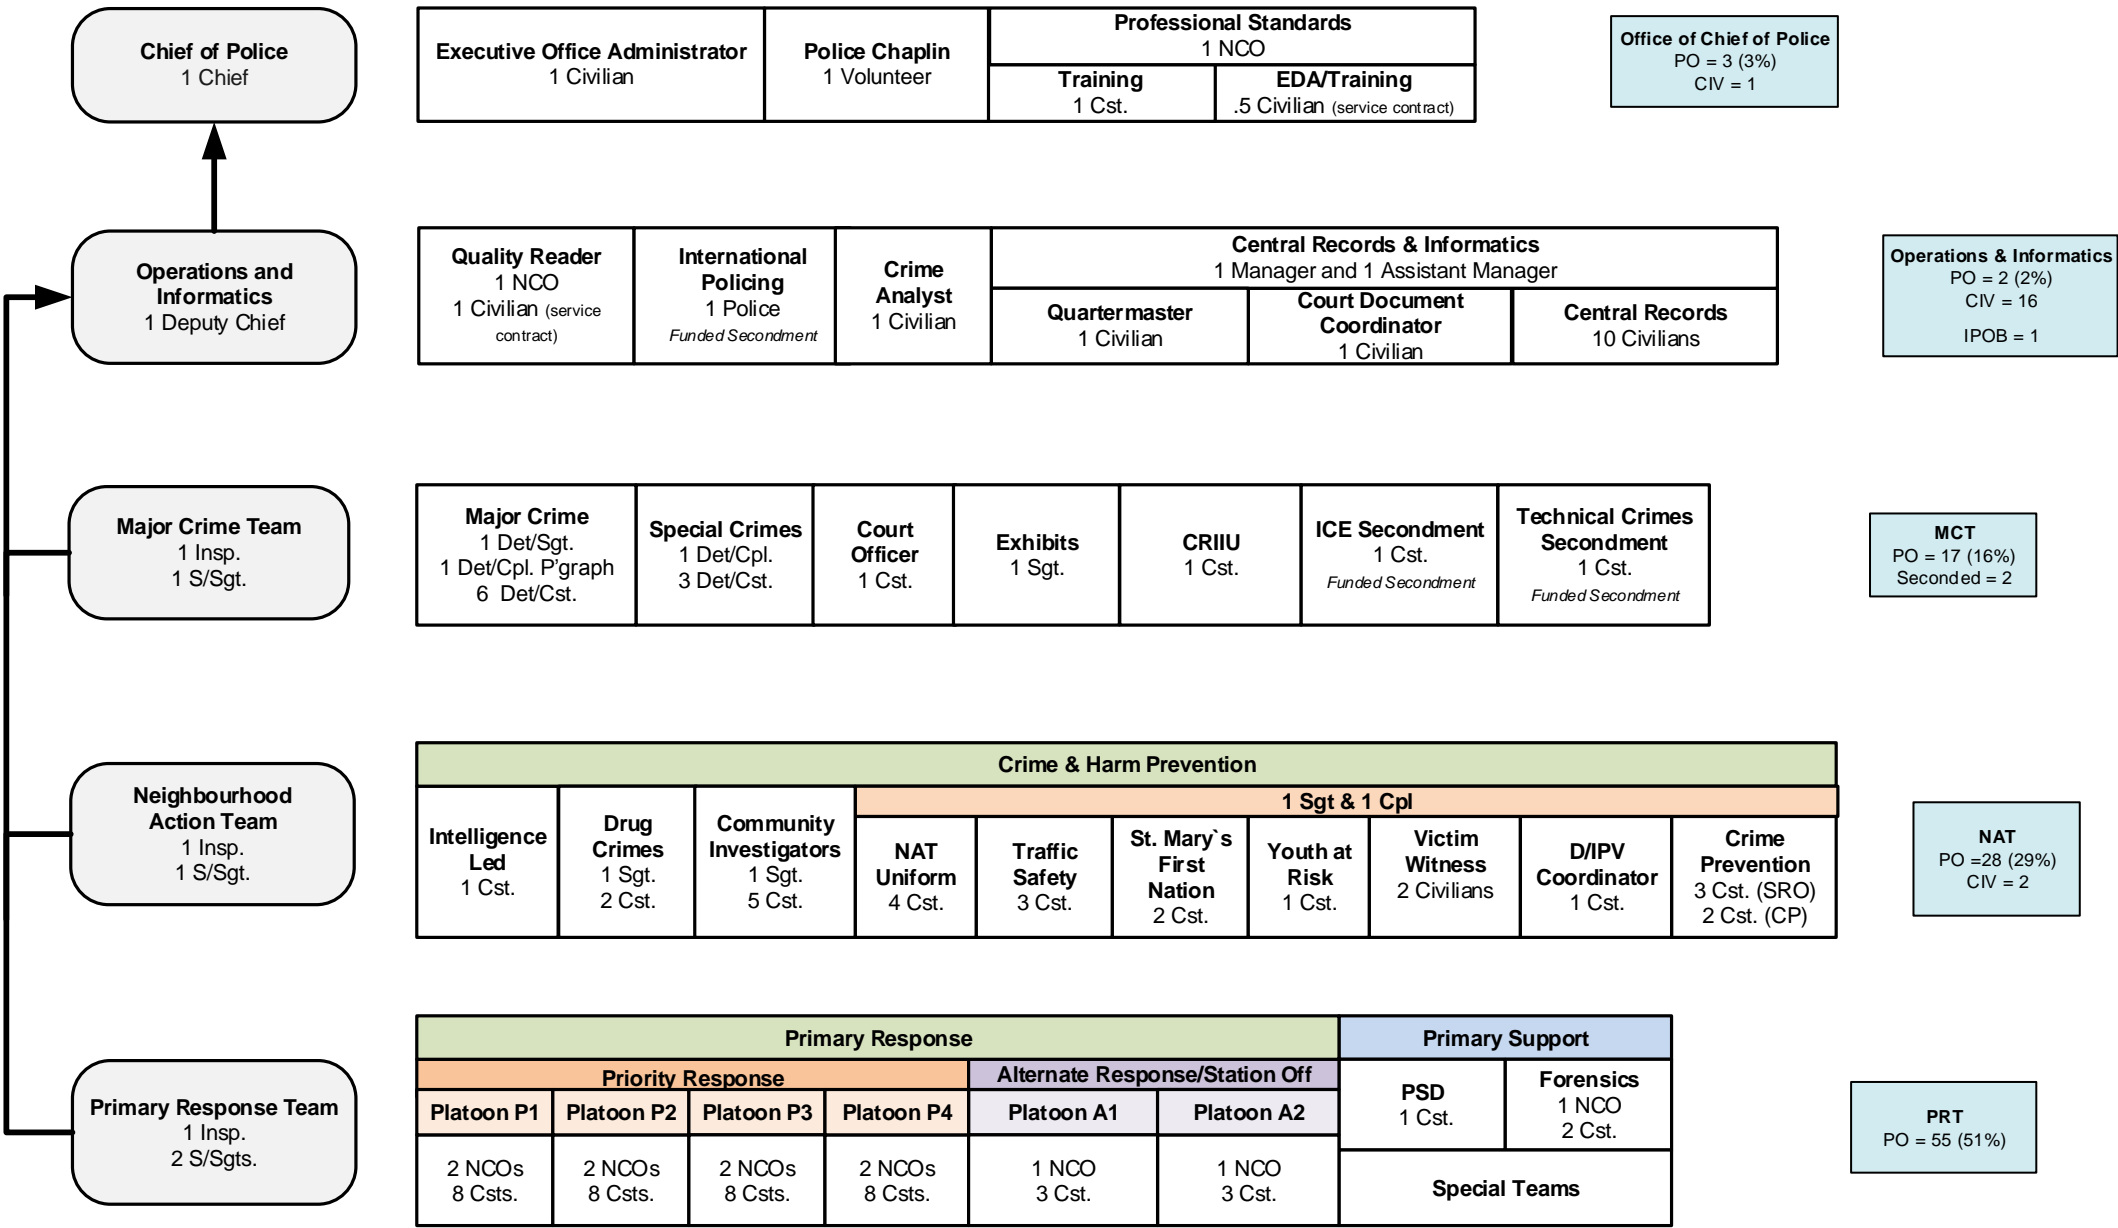 Chief of Police
1 Chief
Executive Office Administrator
1 Civilian
Police Chaplin
1 Volunteer
Professional Standards
1 NCO
Training
1 Cst.
EDA/Training
.5 Civilian (service contract)
Office of Chief of Police
PO = 3 (3%)
CIV = 1
Operations and
Informatics
1 Deputy Chief
Quality Reader
1 NCO
1 Civilian (service
contract)
International
Policing
1 Police
Funded Secondment
Crime
Analyst
1 Civilian
Central Records & Informatics
1 Manager and 1 Assistant Manager
Quartermaster
1 Civilian
Court Document
Coordinator
1 Civilian
Central Records
10 Civilians
Operations & Informatics
PO = 2 (2%)
CIV = 16
IPOB = 1
Major Crime Team
1 Insp.
1 S/Sgt.
Major Crime
1 Det/Sgt.
1 Det/Cpl. P'graph
6 Det/Cst.
Special Crimes
1 Det/Cpl.
3 Det/Cst.
Court
Officer
1 Cst.
Exhibits
1 Sgt.
CRIIU
1 Cst.
ICE Secondment
1 Cst.
Funded Secondment
Technical Crimes
Secondment
1 Cst.
Funded Secondment
MCT
PO = 17 (16%)
Seconded = 2
Neighbourhood
Action Team
1 Insp.
1 S/Sgt.
Crime & Harm Prevention
Intelligence
Led
1 Cst.
Drug
Crimes
1 Sgt.
2 Cst.
Community
Investigators
1 Sgt.
5 Cst.
1 Sgt & 1 Cpl
NAT
Uniform
4 Cst.
Traffic
Safety
3 Cst.
St. Mary`s
First
Nation
2 Cst.
Youth at
Risk
1 Cst.
Victim
Witness
2 Civilians
D/IPV
Coordinator
1 Cst.
Crime
Prevention
3 Cst. (SRO)
2 Cst. (CP)
NAT
PO =28 (29%)
CIV = 2
Primary Response Team
1 Insp.
2 S/Sgts.
Primary Response
Priority Response
Platoon P1
2 NCOs
8 Csts.
Platoon P2
2 NCOs
8 Csts.
Platoon P3
2 NCOs
8 Csts.
Platoon P4
2 NCOs
8 Csts.
Alternate Response/Station Off
Platoon A1
1 NCO
3 Cst.
Platoon A2
1 NCO
3 Cst.
Primary Support
PSD
1 Cst.
Forensics
1 NCO
2 Cst.
Special Teams
PRT
PO = 55 (51%)